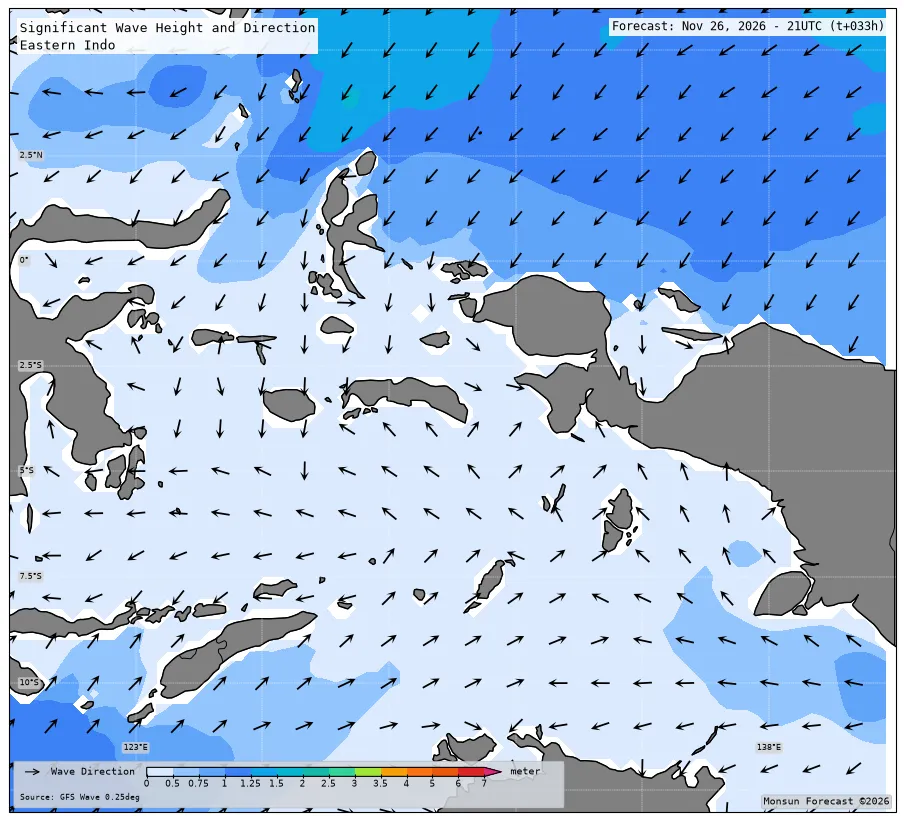 Significant Wave Height and Direction
Eastern Indo
Forecast: Nov 26, 2026 - 21UTC (t+033h)
2.5°N
0°
2.5°S
5°S
7.5°S
10°S
123°E
138°E
Wave Direction
meter
0 0.5 0.75 1 1.25 1.5 2 2.5 3 3.5 4 5 6 7
Source: GFS Wave 0.25deg
Monsun Forecast ©2026